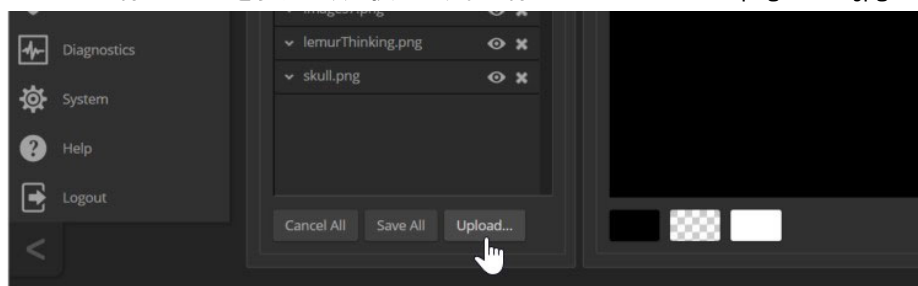 Diagnostics
System
Help
Logout
<
lemurThinking.png
skull.png
Cancel All Save All Upload...